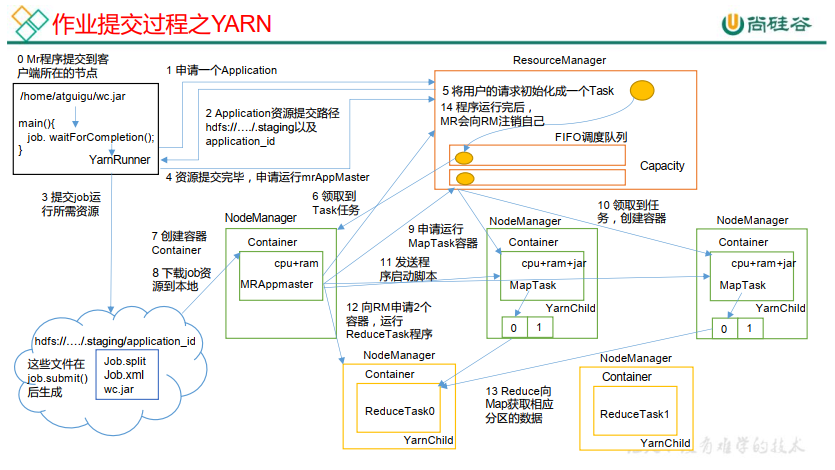 作业提交过程之YARN
尚硅谷
0 Mr程序提交到客
户端所在的节点
/home/atguigu/wc.jar
main(){
job. waitForCompletion();
}
YarnRunner
1 申请一个Application
2 Application资源提交路径
hdfs://…./.staging以及
application_id
4 资源提交完毕，申请运行mrAppMaster
3 提交job运
行所需资源
ResourceManager
5 将用户的请求初始化成一个Task
14 程序运行完后，
MR会向RM注销自己
FIFO调度队列
Capacity
6 领取到
Task任务
7 创建容器
Container
8 下载job资
源到本地
NodeManager
Container
cpu+ram
MRAppmaster
9 申请运行
MapTask容器
11 发送程
序启动脚本
10 领取到任
务，创建容器
NodeManager
Container
cpu+ram+jar
MapTask
YarnChild
0 1
NodeManager
Container
cpu+ram+jar
MapTask
YarnChild
0 1
12 向RM申请2个
容器，运行
ReduceTask程序
hdfs://…./.staging/application_id
这些文件在
job.submit()
后生成
Job.split
Job.xml
wc.jar
NodeManager
Container
ReduceTask0
YarnChild
13 Reduce向
Map获取相应
分区的数据
NodeManager
Container
ReduceTask1
YarnChild
学的技术